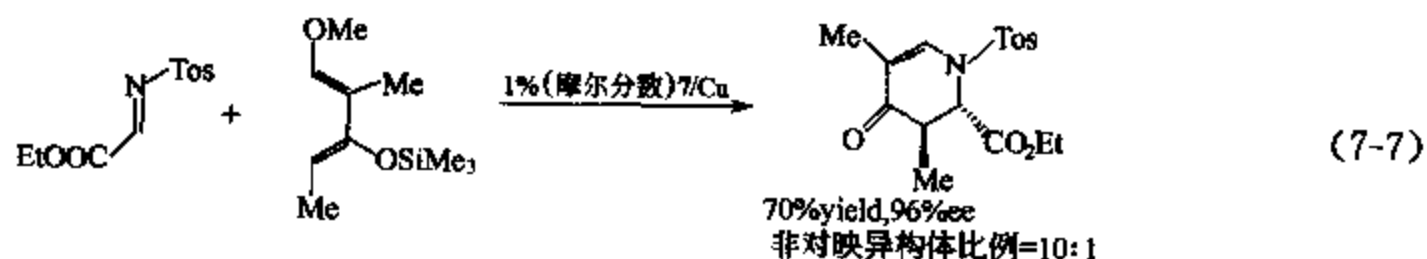 EtOOC
N
Tos
+
OMe
Me
OSiMe₃
Me
1%(摩尔分数)7/Cu
Me
N
Tos
O
CO₂Et
Me
70%yield,96%ee
非对映异构体比例=10:1
(7-7)